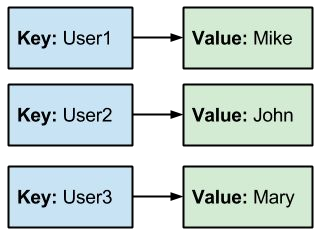 Key: User1 Value: Mike
Key: User2 Value: John
Key: User3 Value: Mary